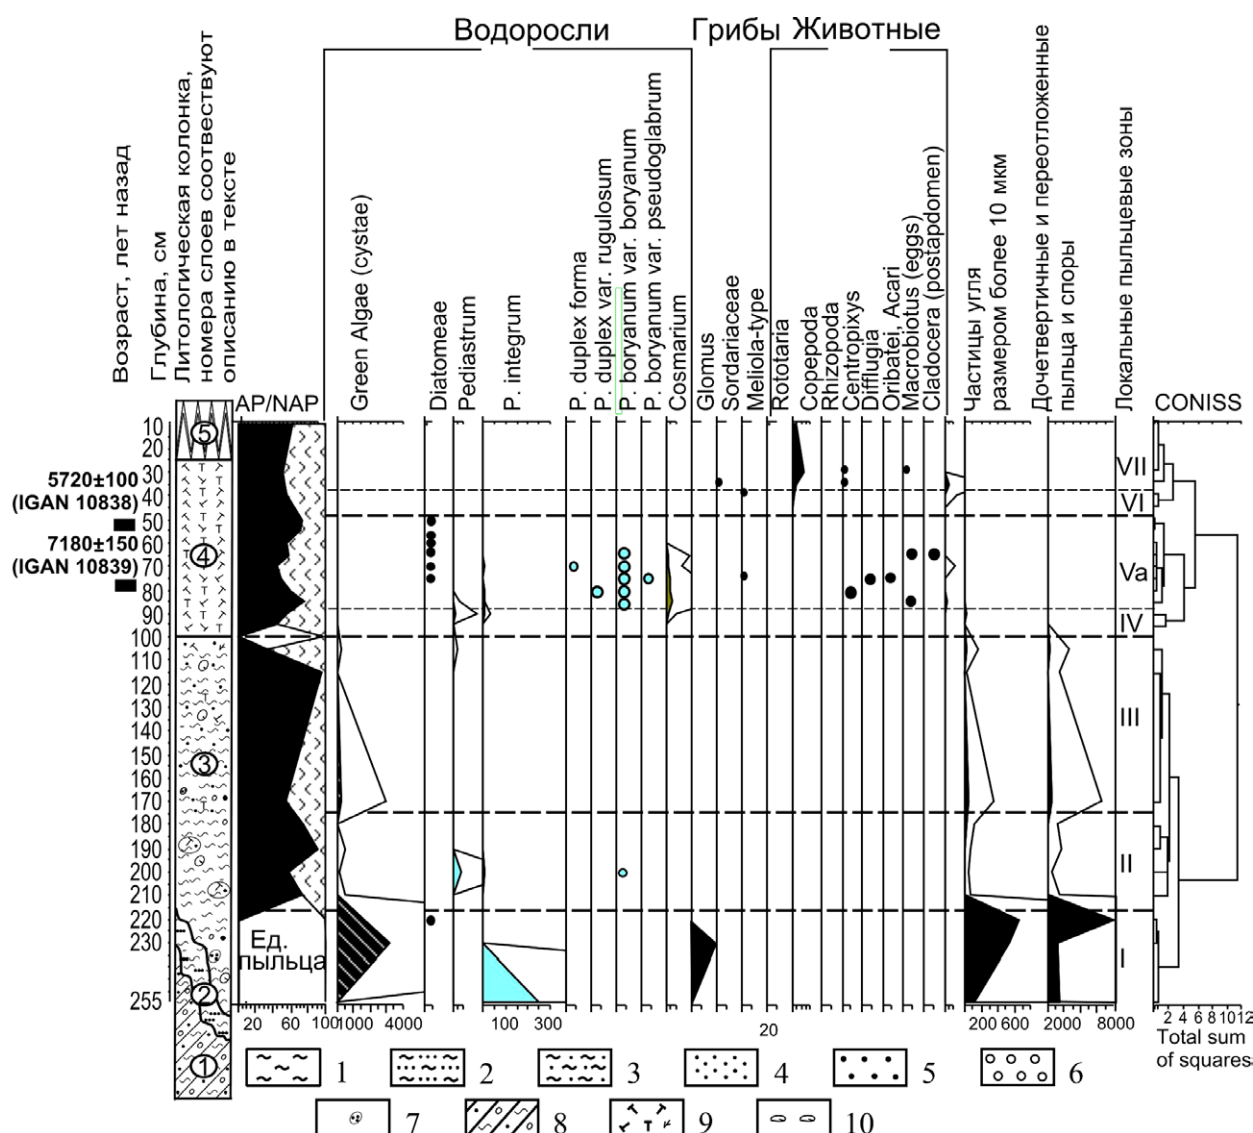 Водоросли
Грибы
Животные
Возраст, лет назад
Глубина, см
Литологическая колонка,
номера слоев соотвествуют
описанию в тексте
AP/NAP
Green Algae (cystae)
Diatomeae
Pediastrum
P. integrum
P. duplex forma
P. duplex var. rugulosum
P. boryanum var. boryanum
P. boryanum var. pseudoglabrum
Cosmarium
Glomus
Sordariaceae
Meliola-type
Rototaria
Copepoda
Rhizopoda
Centropixys
Difflugia
Oribatei, Acari
Macrobiotus (eggs)
Cladocera (postapdomen)
Частицы угля
размером более 10 мкм
Дочетвертичные и переотложенные
пыльца и споры
Локальные пыльцевые зоны
CONISS
5720±100
(IGAN 10838)
7180±150
(IGAN 10839)
10
20
30
40
50
60
70
80
90
100
110
120
130
140
150
160
170
180
190
200
210
220
230
255
5
4
3
2
1
Ед.
пыльца
VII
VI
Va
IV
III
II
I
20 60 100
1000 4000
100 300
20
200 600
2000 8000
2 4 6 8 10 12
Total sum
of squares
1
2
3
4
5
6
7
8
9
10